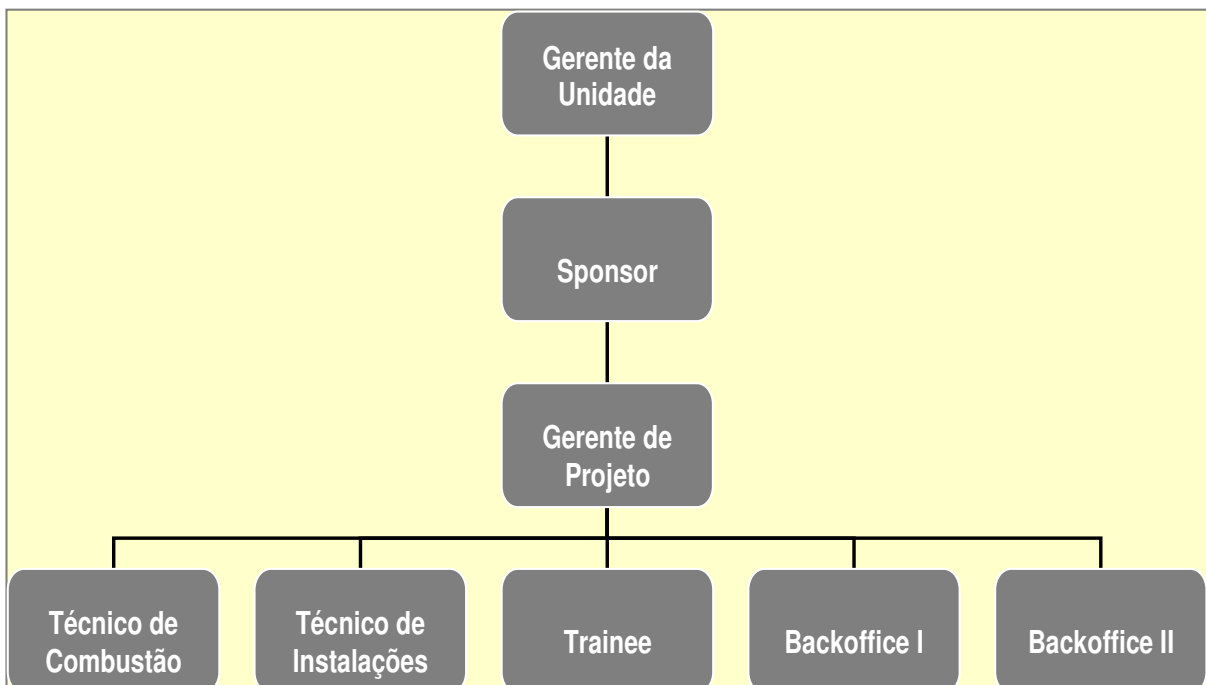 Gerente da
Unidade
Sponsor
Gerente de
Projeto
Técnico de
Combustão
Técnico de
Instalações
Trainee
Backoffice I
Backoffice II